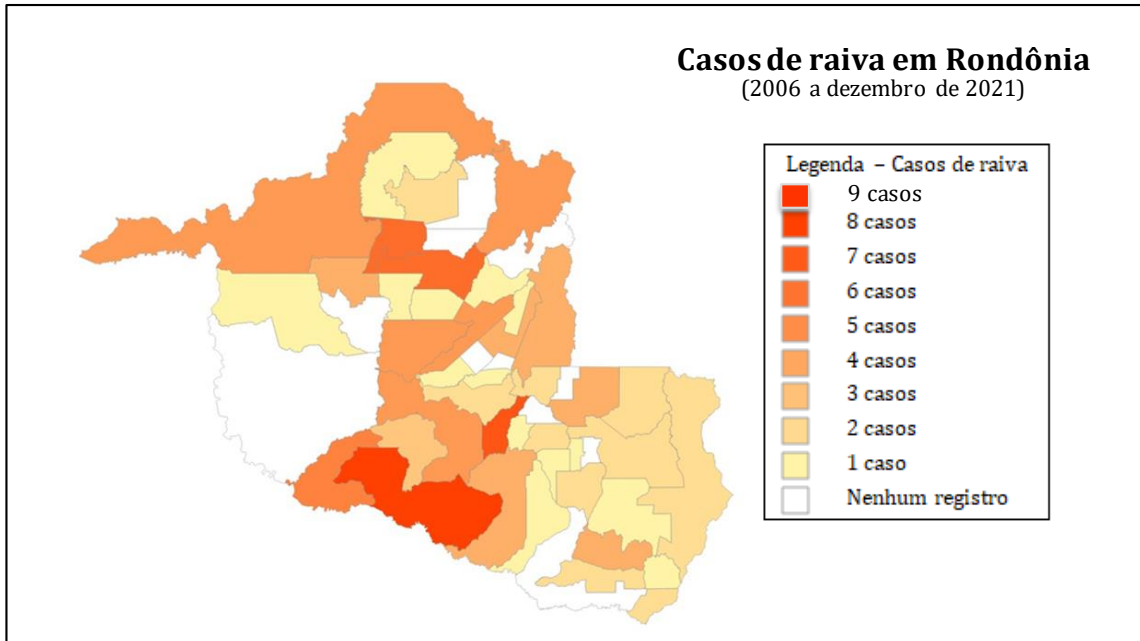 Casos de raiva em Rondônia
(2006 a dezembro de 2021)
Legenda – Casos de raiva
9 casos
8 casos
7 casos
6 casos
5 casos
4 casos
3 casos
2 casos
1 caso
Nenhum registro